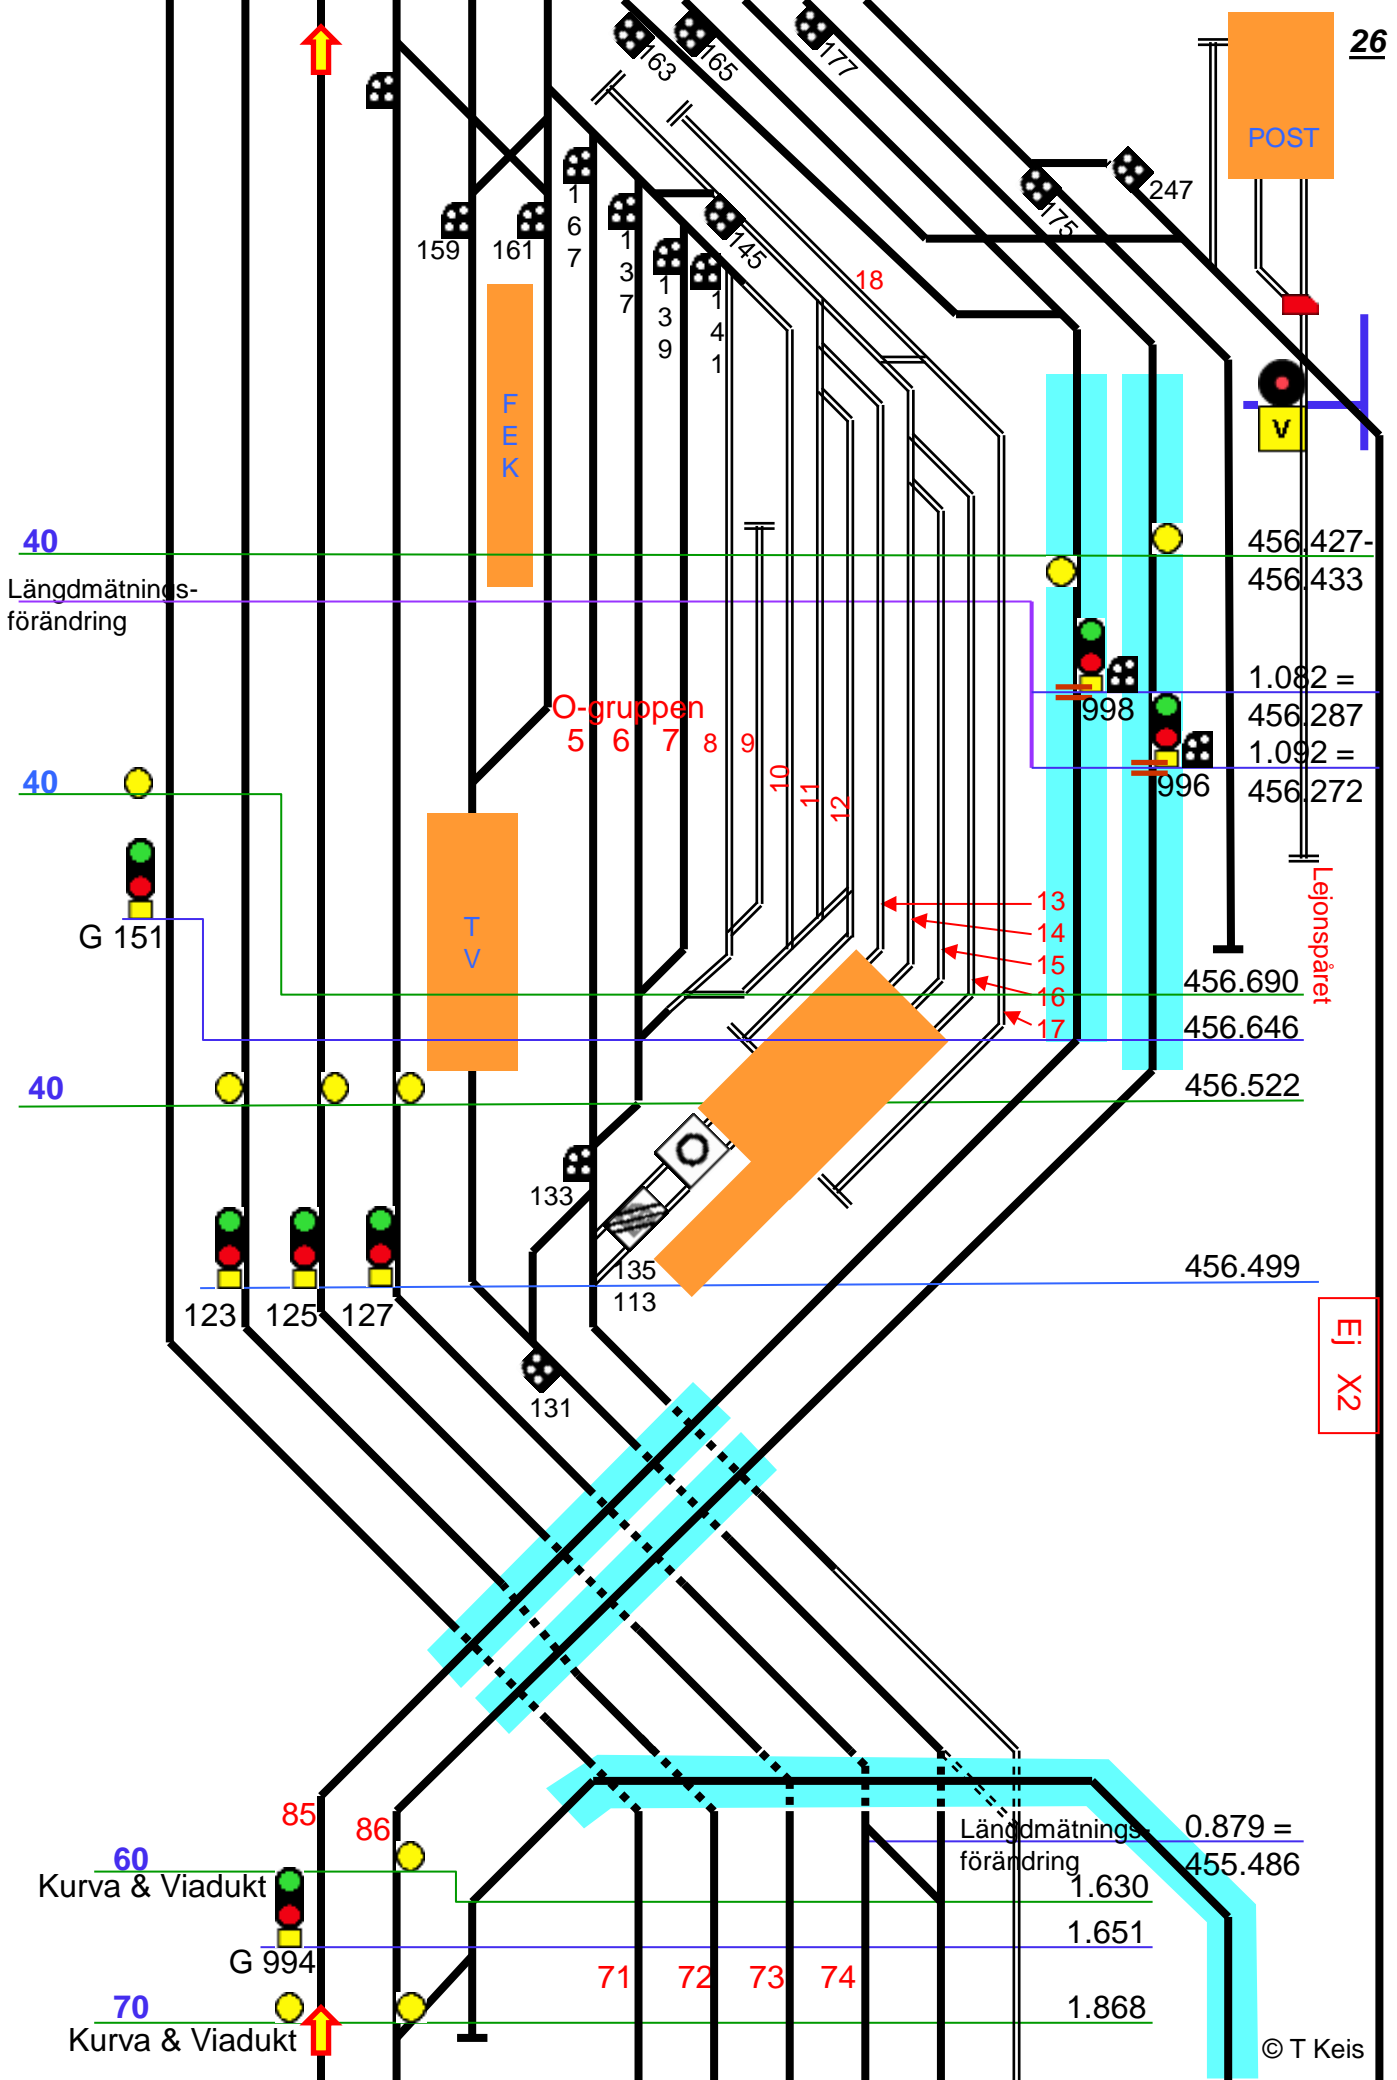 26
POST
163
165
177
247
175
159
161
167
137
145
139
141
18
FEK
40
456.427-
Längdmätnings-
förändring
456.433
1.082 =
456.287
998
V
O-gruppen
5 6 7 8 9
10
11
12
1.092 =
456.272
996
40
G 151
TV
Lejonspåret
13
14
15
16
17
456.690
456.646
40
456.522
133
135
113
456.499
123 125 127
Ej X2
131
85
86
Längdmätnings-
förändring
0.879 =
455.486
60
Kurva & Viadukt
1.630
1.651
G 994
71 72 73 74
70
Kurva & Viadukt
1.868
© T Keis